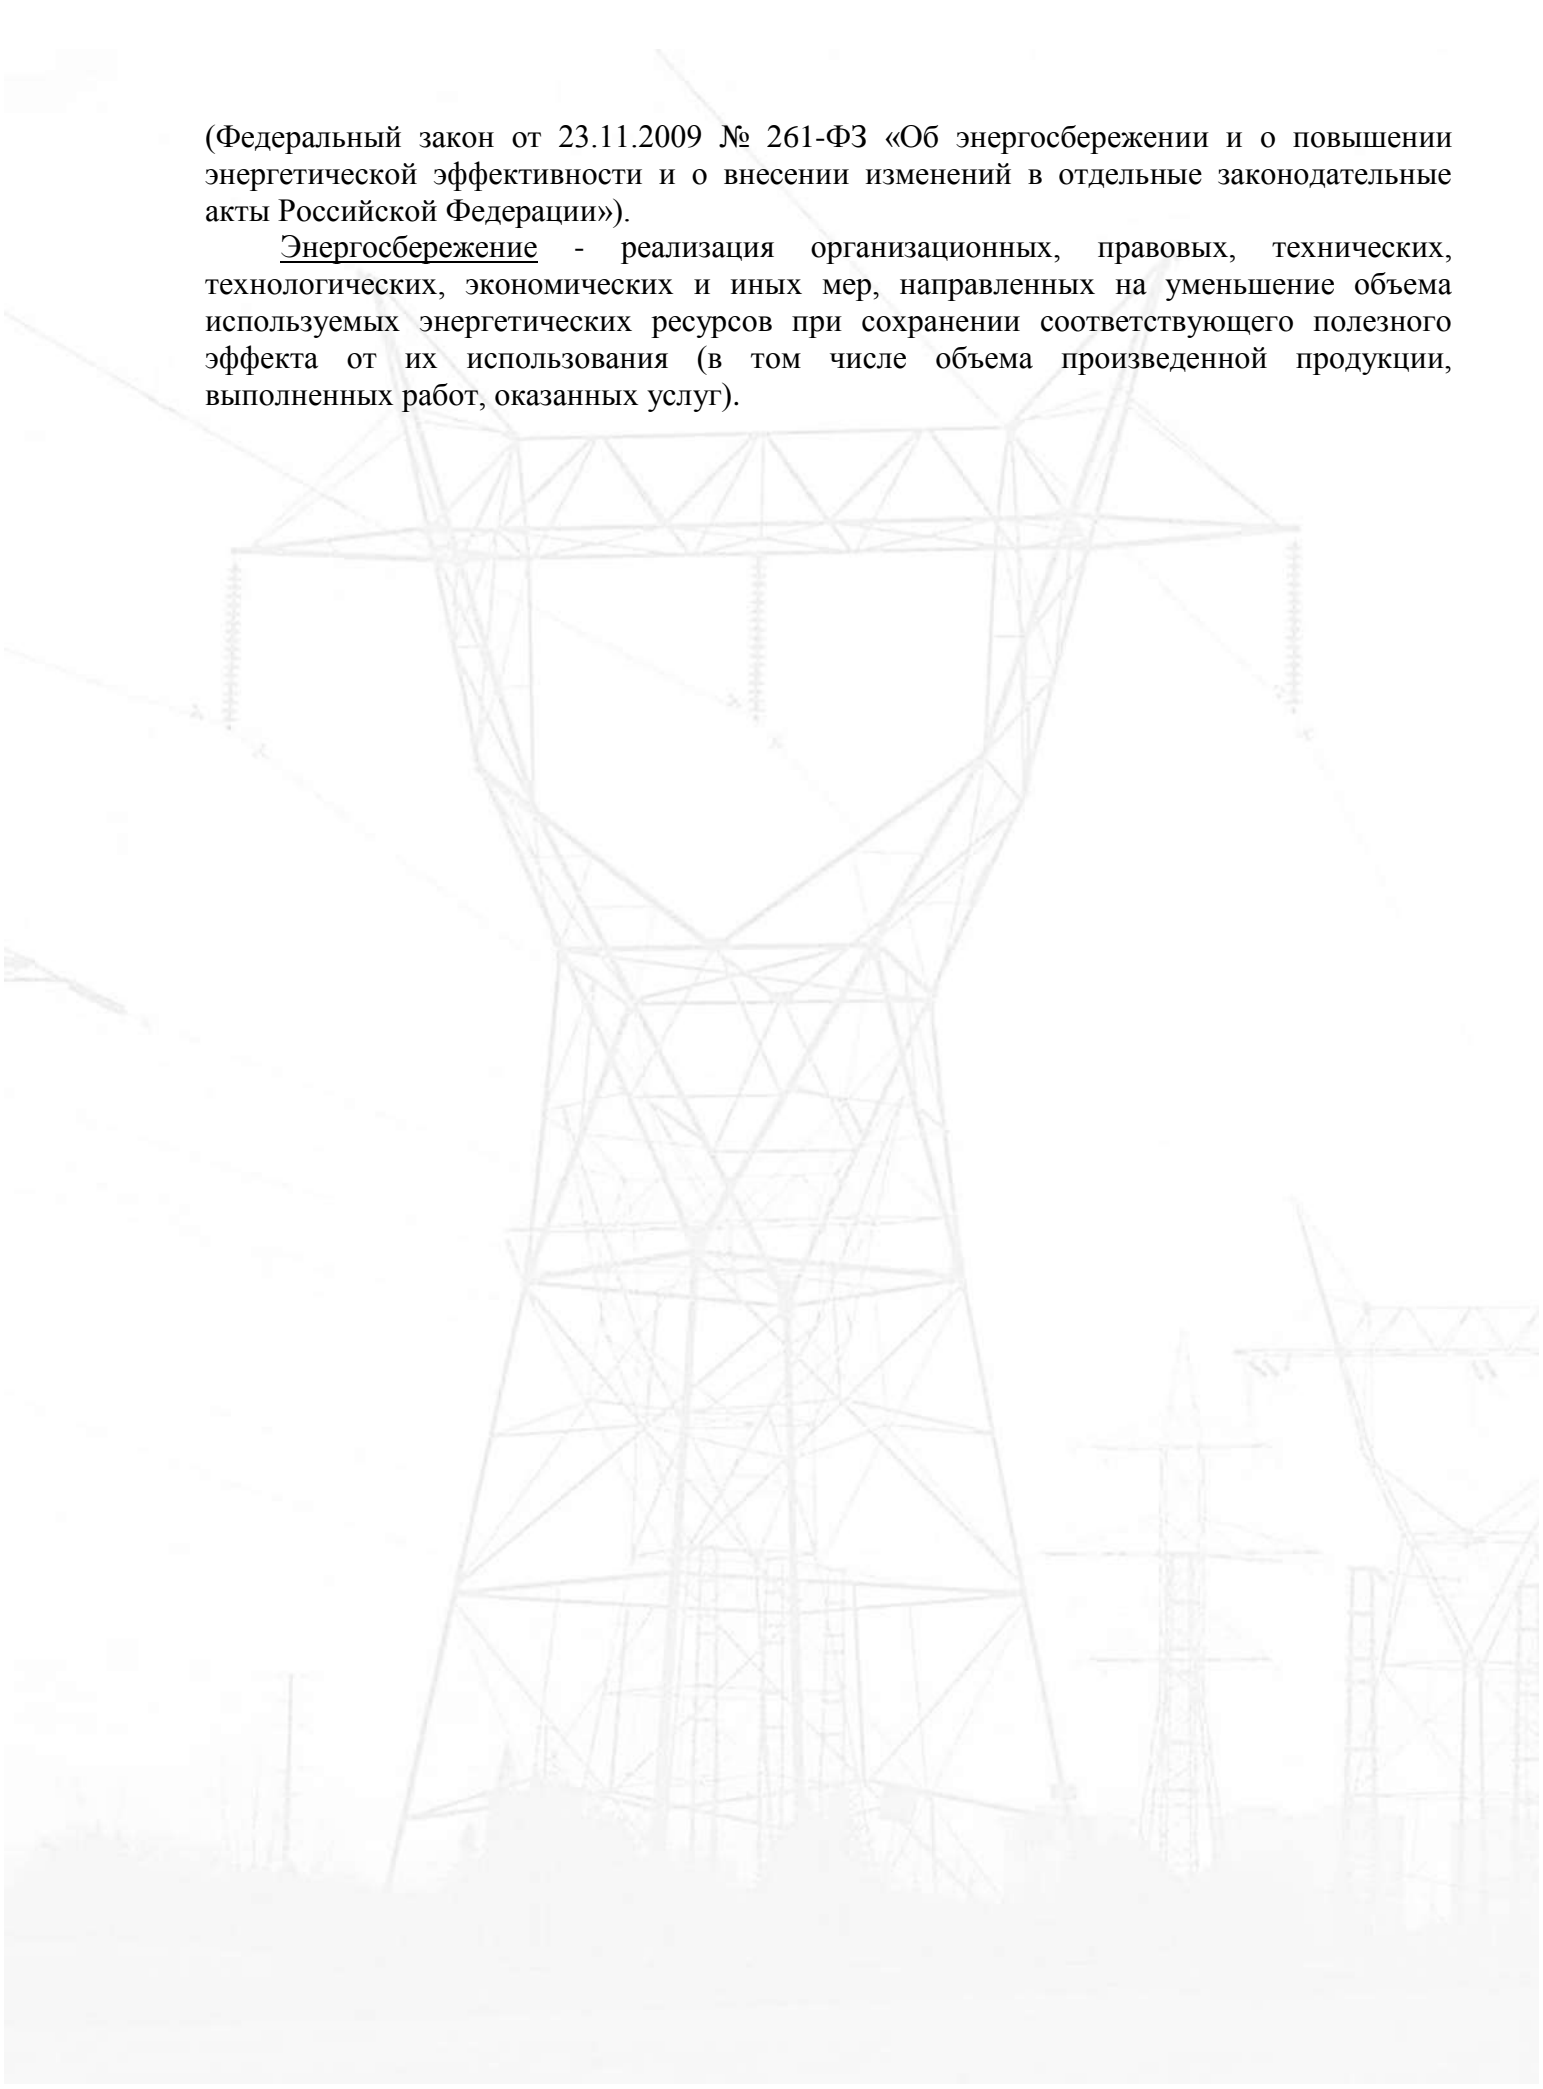 (Федеральный закон от 23.11.2009 № 261-ФЗ «Об энергосбережении и о повышении
энергетической эффективности и о внесении изменений в отдельные законодательные
акты Российской Федерации»).
Энергосбережение - реализация организационных, правовых, технических,
технологических, экономических и иных мер, направленных на уменьшение объема
используемых энергетических ресурсов при сохранении соответствующего полезного
эффекта от их использования (в том числе объема произведенной продукции,
выполненных работ, оказанных услуг).